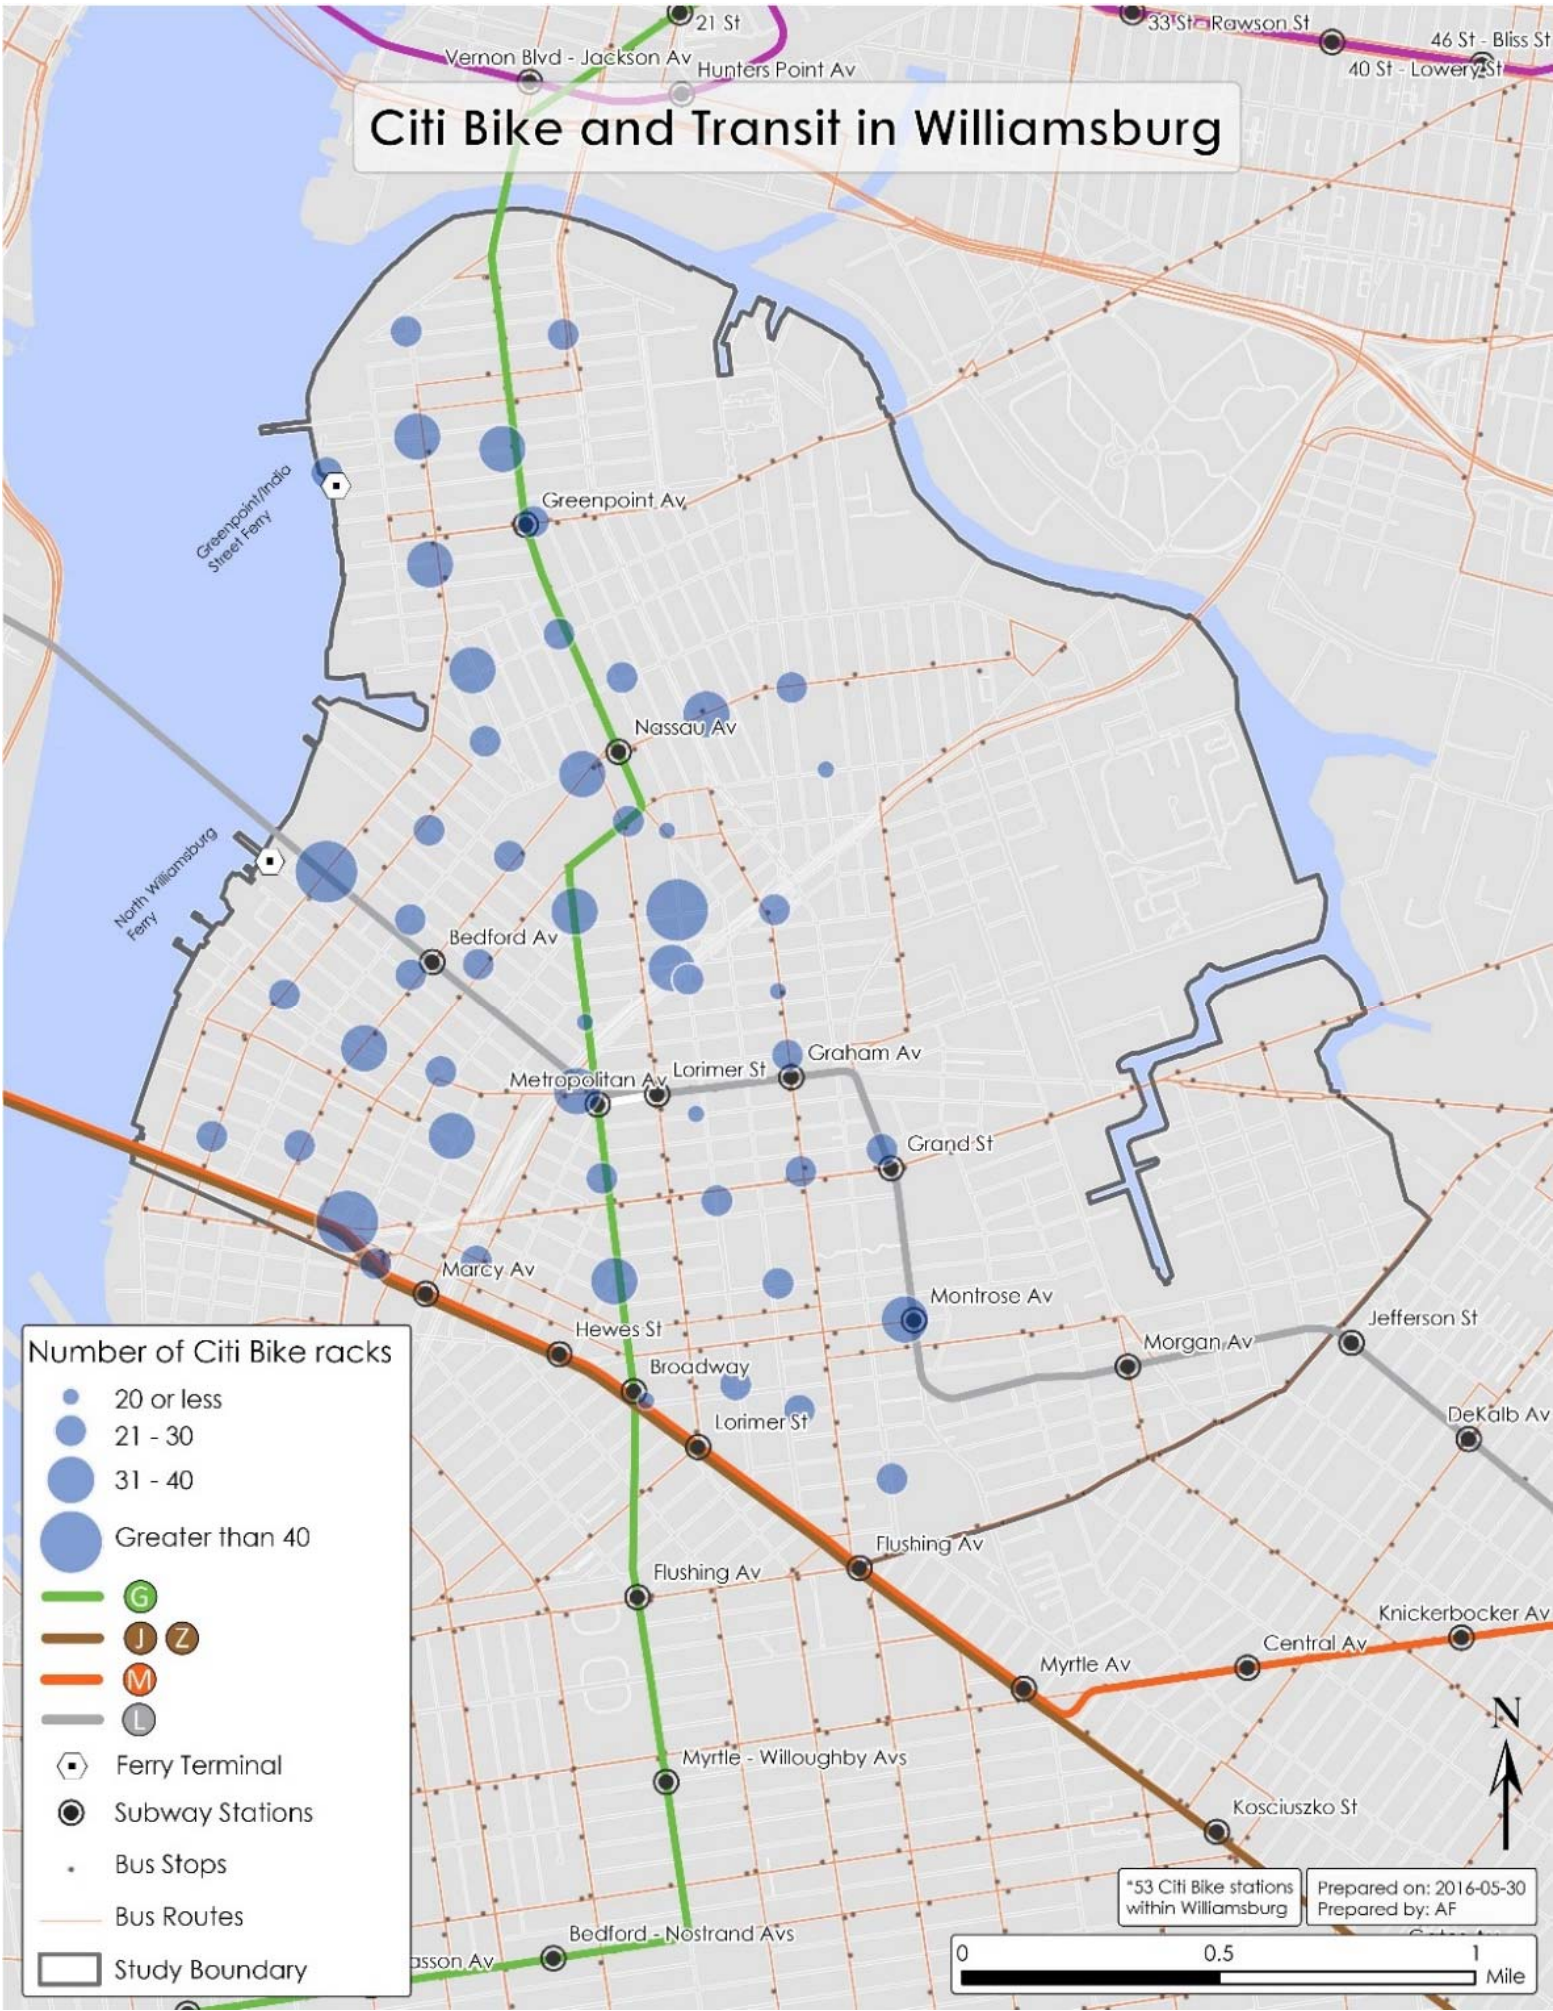 21 St
33 St - Rawson St
46 St - Bliss St
Vernon Blvd - Jackson Av
Hunters Point Av
40 St - Lowery St
Citi Bike and Transit in Williamsburg
Greenpoint/India
Street Ferry
Greenpoint Av
Nassau Av
North Williamsburg
Ferry
Bedford Av
Graham Av
Lorimer St
Metropolitan Av
Grand St
Marcy Av
Montrose Av
Hewes St
Jefferson St
Morgan Av
Broadway
Lorimer St
DeKalb Av
Flushing Av
Flushing Av
Knickerbocker Av
Central Av
Myrtle Av
Myrtle - Willoughby Avs
Kosciuszko St
Bedford - Nostrand Avs
asson Av
Number of Citi Bike racks
20 or less
21 - 30
31 - 40
Greater than 40
G
J Z
M
L
Ferry Terminal
Subway Stations
Bus Stops
Bus Routes
Study Boundary
N
*53 Citi Bike stations
within Williamsburg
Prepared on: 2016-05-30
Prepared by: AF
0 0.5 1
Mile